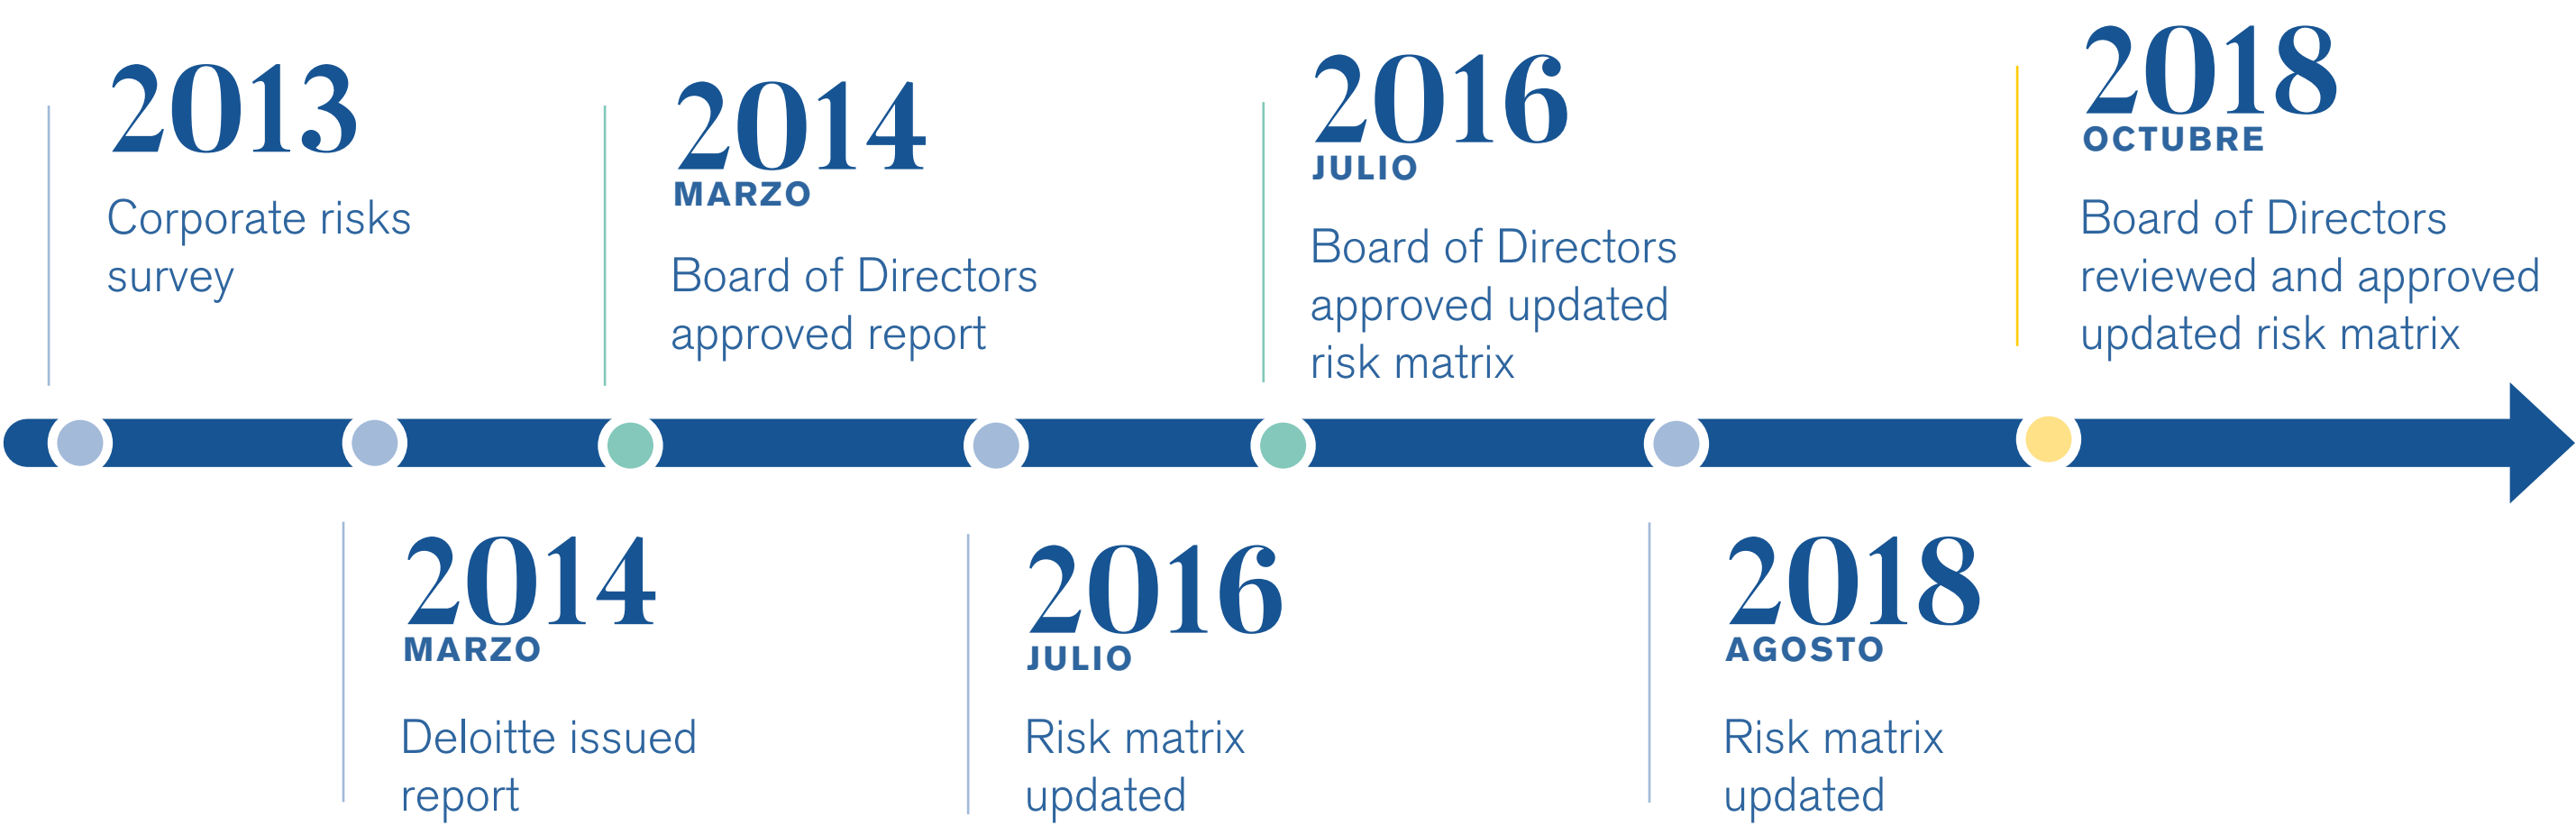 2013
Corporate risks
survey
2014
MARZO
Deloitte issued
report
2014
MARZO
Board of Directors
approved report
2016
JULIO
Risk matrix
updated
2016
JULIO
Board of Directors
approved updated
risk matrix
2018
AGOSTO
Risk matrix
updated
2018
OCTUBRE
Board of Directors
reviewed and approved
updated risk matrix